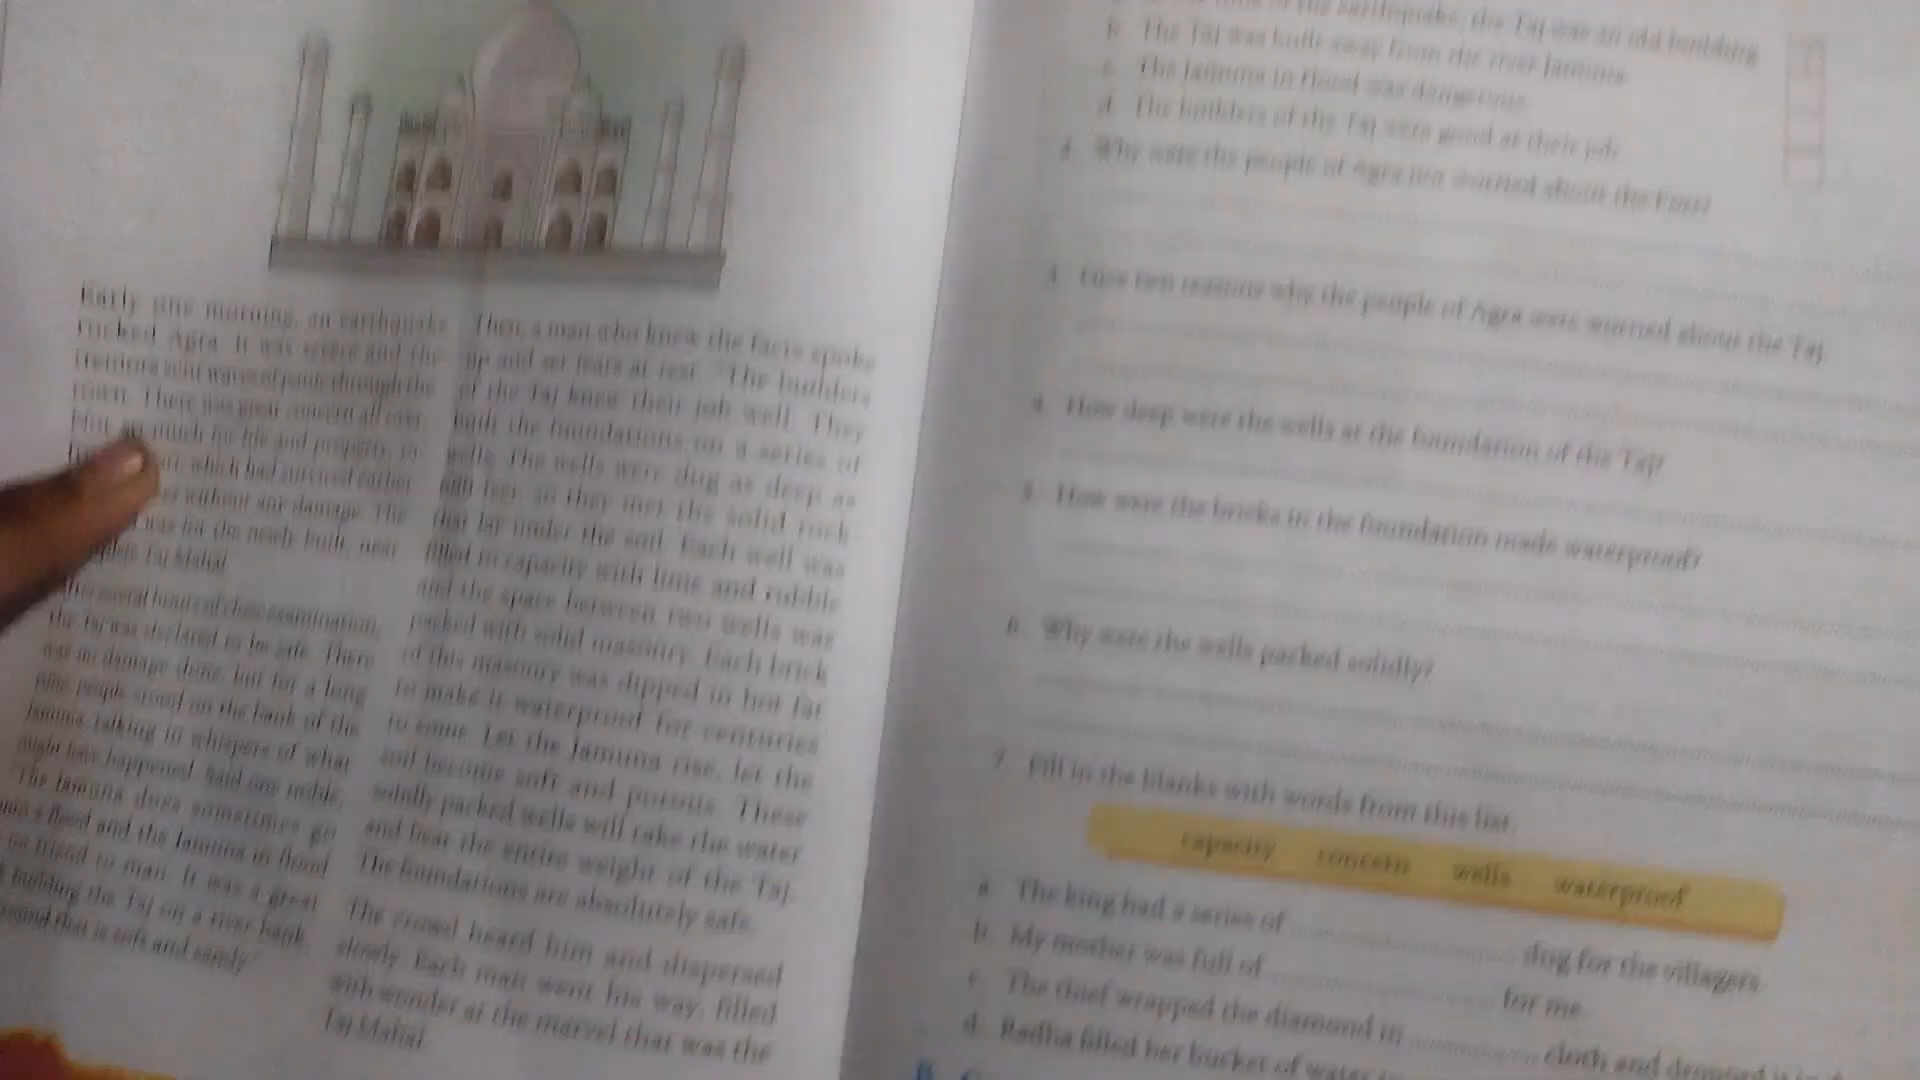 Early one morning, an earthquake
rocked Agra. It was severe and the
tremors sent waves of panic through the
town. There was great concern all over.
Not so much for life and property, or
which had survived earlier
without any damage. The
was for the newly built, near
Taj Mahal.
After several hours of close examination,
the Taj was declared to be safe. There
was no damage done, but for a long
time people stood on the bank of the
Jamuna, talking in whispers of what
might have happened. Said one noble,
"The Jamuna does sometimes go
flood and the Jamuna in flood
no friend to man. It was a great
building the Taj on a river bank,
that is soft and sandy."
Then, a man who knew the facts spoke
up and set fears at rest. "The builders
of the Taj knew their job well. They
built the foundations on a series of
wells. The wells were dug as deep as
feet, so they met the solid rock
that lay under the soil. Each well was
filled to capacity with lime and rubble
and the space between two wells was
packed with solid masonry. Each brick
of this masonry was dipped in hot fat
to make it waterproof for centuries
to come. Let the Jamuna rise, let the
soil become soft and porous. These
solidly packed wells will take the water
and bear the entire weight of the Taj.
The foundations are absolutely safe.
The crowd heard him and dispersed
slowly. Each man went his way, filled
with wonder at the marvel that was the
Taj Mahal.
of the earthquake, the Taj was an old building
b. The Taj was built away from the river Jamuna
c. The Jamuna in flood was dangerous
d. The builders of the Taj were good at their job
2. Why were the people of Agra not worried about the Fort?
3. Give two reasons why the people of Agra were worried about the Taj.
4. How deep were the wells at the foundation of the Taj?
5. How were the bricks in the foundation made waterproof?
6. Why were the wells packed solidly?
7. Fill in the blanks with words from this list.
capacity concern wells waterproof
a. The king had a series of dug for the villagers
b. My mother was full of for me
c. The thief wrapped the diamond in cloth and dropped it in
d. Radha filled her bucket of water to
B.